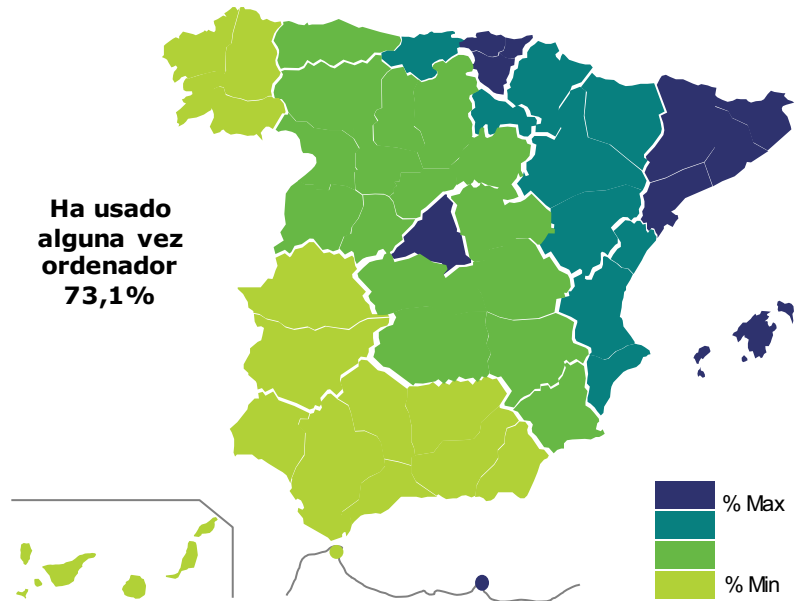 Ha usado
alguna vez
ordenador
73,1%
% Max
% Min